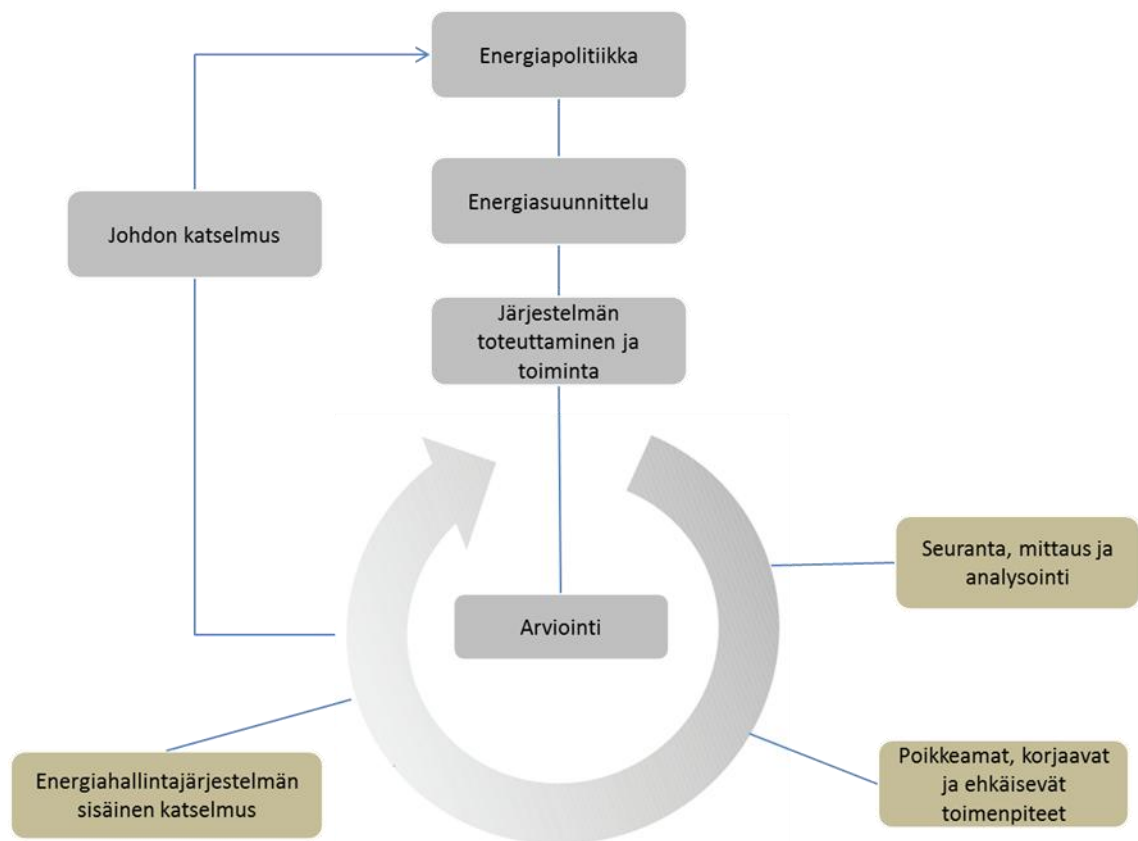 Energiapolitiikka
Energiasuunnittelu
Johdon katselmus
Järjestelmän
toteuttaminen ja
toiminta
Seuranta, mittaus ja
analysointi
Arviointi
Energiahallintajärjestelmän
sisäinen katselmus
Poikkeamat, korjaavat
ja ehkäisevät
toimenpiteet